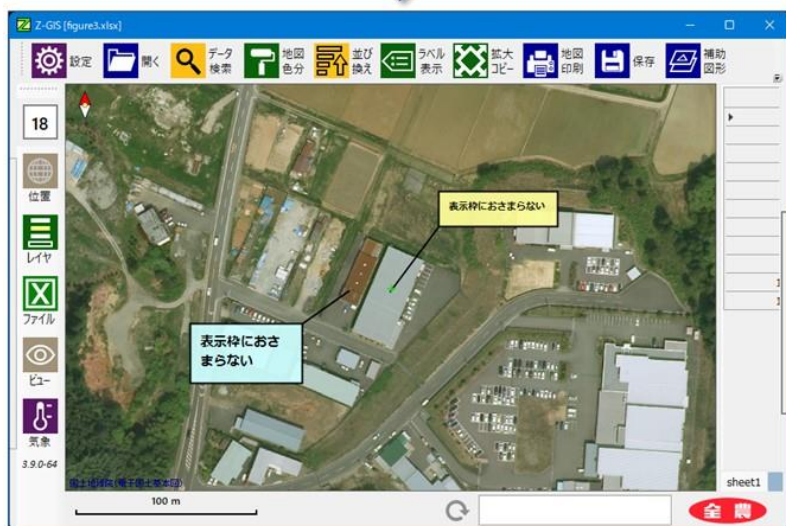 Z-GIS [figure3.xlsx]
設定
開く
データ
検索
地図
色分
並び
換え
ラベル
表示
拡大
コピー
地図
印刷
保存
補助
図形
18
位置
レイヤ
ファイル
ビュー
気象
3.9.0-64
表示枠におさまらない
表示枠におさ
まらない
国土地理院(電子国土基本図)
100 m
sheet1
全農